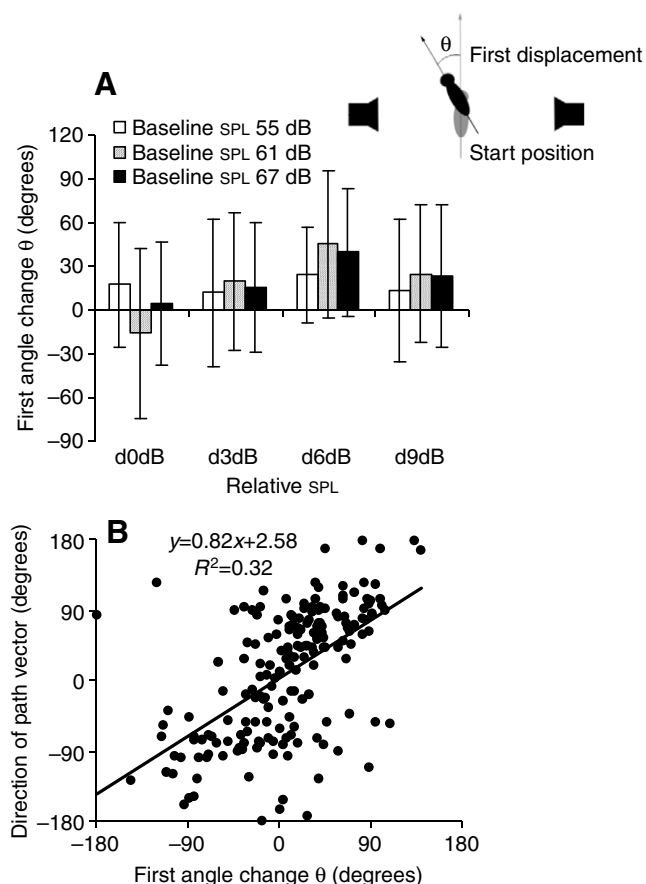 θ
First displacement
Start position
A
Baseline SPL 55 dB
Baseline SPL 61 dB
Baseline SPL 67 dB
First angle change θ (degrees)
120
90
60
30
0
–30
–60
–90
d0dB d3dB d6dB d9dB
Relative SPL
B
y=0.82x+2.58
R²=0.32
Direction of path vector (degrees)
180
90
0
–90
–180
–180 –90 0 90 180
First angle change θ (degrees)